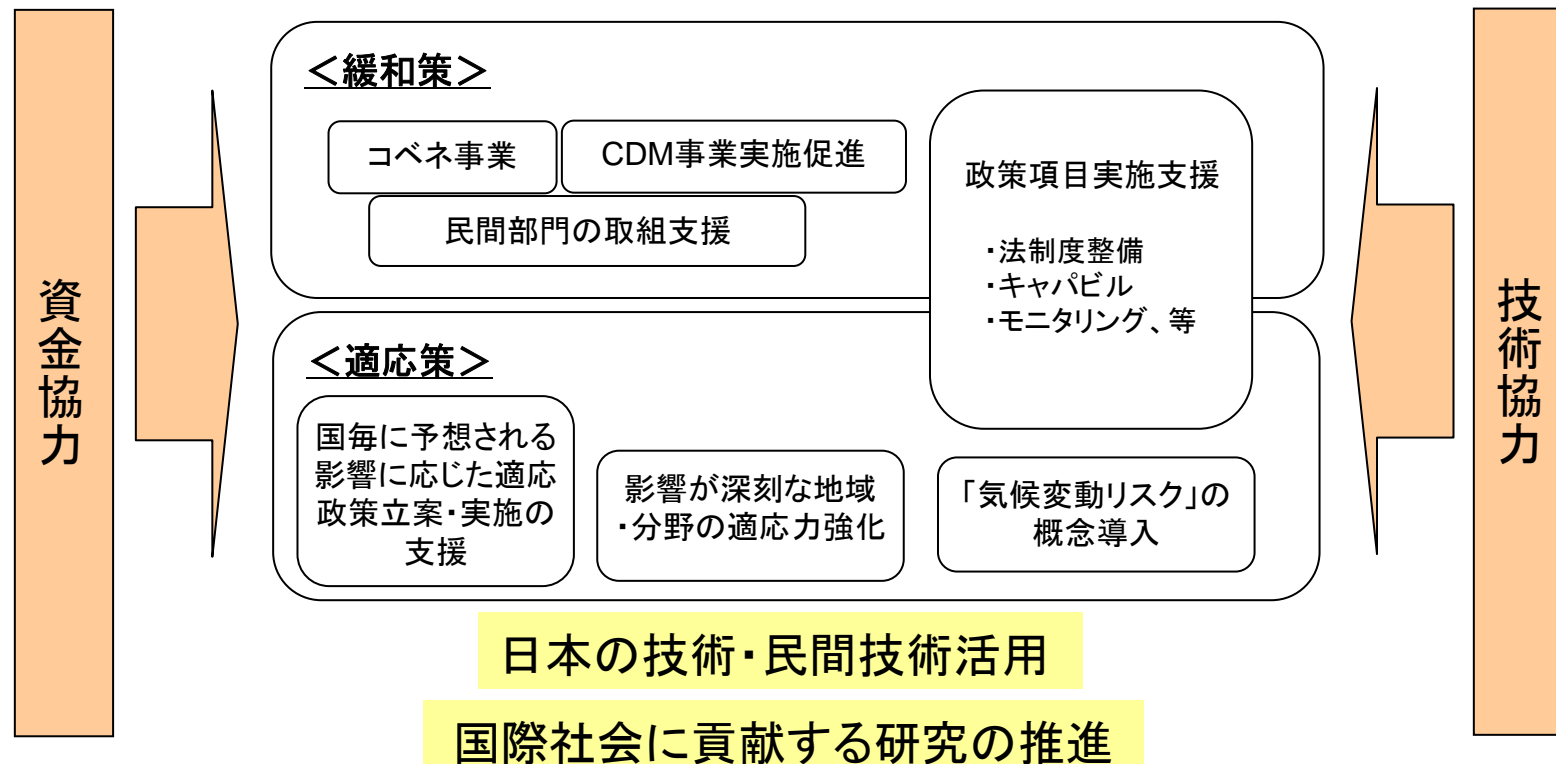 資金協力
＜緩和策＞
コベネ事業
CDM事業実施促進
民間部門の取組支援
政策項目実施支援
・法制度整備
・キャパビル
・モニタリング、等
＜適応策＞
国毎に予想される
影響に応じた適応
政策立案・実施の
支援
影響が深刻な地域
・分野の適応力強化
「気候変動リスク」の
概念導入
技術協力
日本の技術・民間技術活用
国際社会に貢献する研究の推進